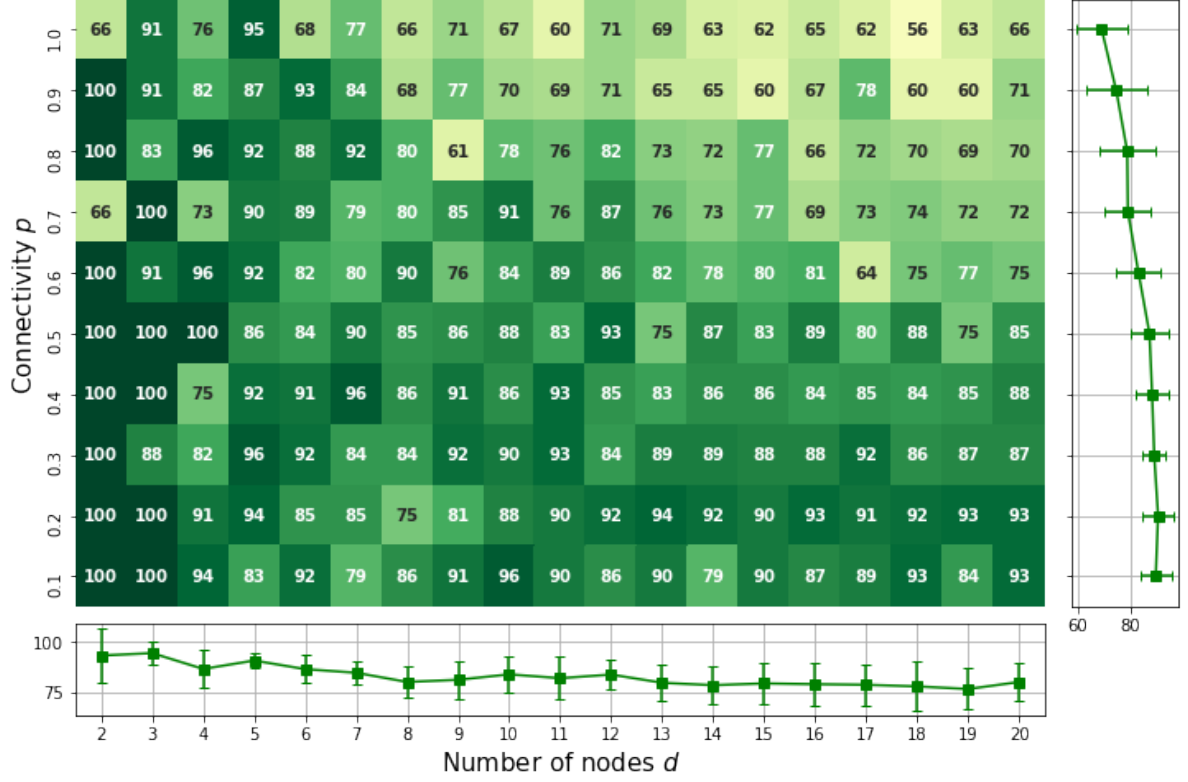 Connectivity p
1.0 66 91 76 95 68 77 66 71 67 60 71 69 63 62 65 62 56 63 66
0.9 100 91 82 87 93 84 68 77 70 69 71 65 65 60 67 78 60 60 71
0.8 100 83 96 92 88 92 80 61 78 76 82 73 72 77 66 72 70 69 70
0.7 66 100 73 90 89 79 80 85 91 76 87 76 73 77 69 73 74 72 72
0.6 100 91 96 92 82 80 90 76 84 89 86 82 78 80 81 64 75 77 75
0.5 100 100 100 86 84 90 85 86 88 83 93 75 87 83 89 80 88 75 85
0.4 100 100 75 92 91 96 86 91 86 93 85 83 86 86 84 85 84 85 88
0.3 100 88 82 96 92 84 84 92 90 93 84 89 89 88 88 92 86 87 87
0.2 100 100 91 94 85 85 75 81 88 90 92 94 92 90 93 91 92 93 93
0.1 100 100 94 83 92 79 86 91 96 90 86 90 79 90 87 89 93 84 93
60 80
100
75
2 3 4 5 6 7 8 9 10 11 12 13 14 15 16 17 18 19 20
Number of nodes d